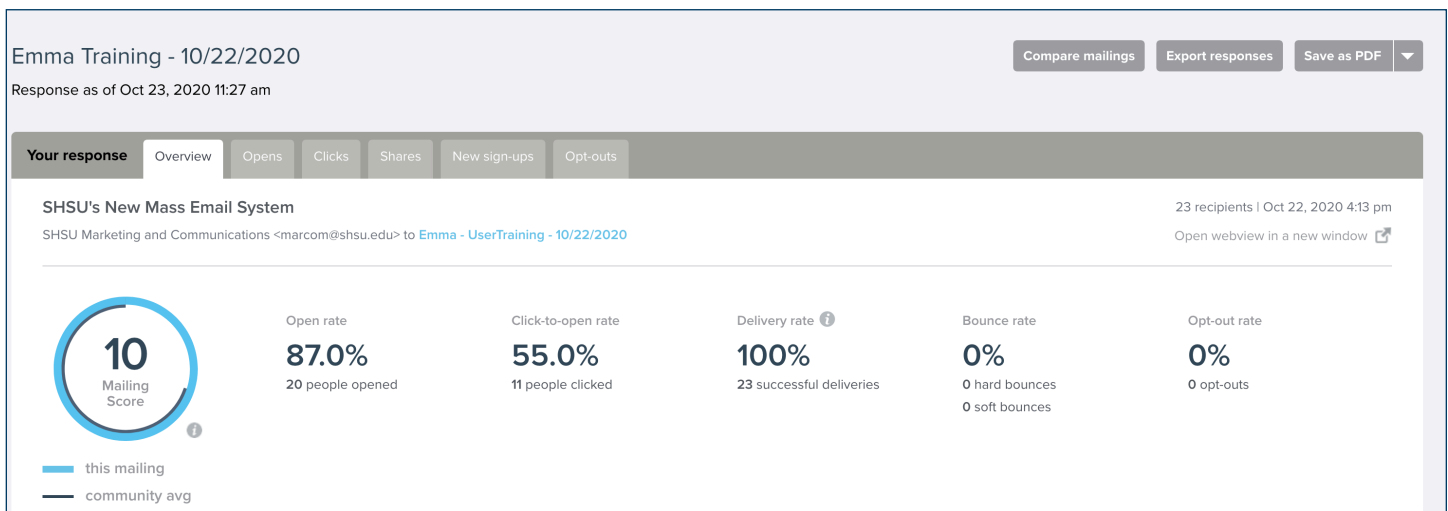 Emma Training - 10/22/2020
Compare mailings
Export responses
Save as PDF
Response as of Oct 23, 2020 11:27 am
Your response
Overview
Opens
Clicks
Shares
New sign-ups
Opt-outs
SHSU's New Mass Email System
23 recipients | Oct 22, 2020 4:13 pm
SHSU Marketing and Communications <marcom@shsu.edu> to Emma - UserTraining - 10/22/2020
Open webview in a new window
10
Mailing
Score
this mailing
community avg
Open rate
87.0%
20 people opened
Click-to-open rate
55.0%
11 people clicked
Delivery rate
100%
23 successful deliveries
Bounce rate
0%
0 hard bounces
0 soft bounces
Opt-out rate
0%
0 opt-outs